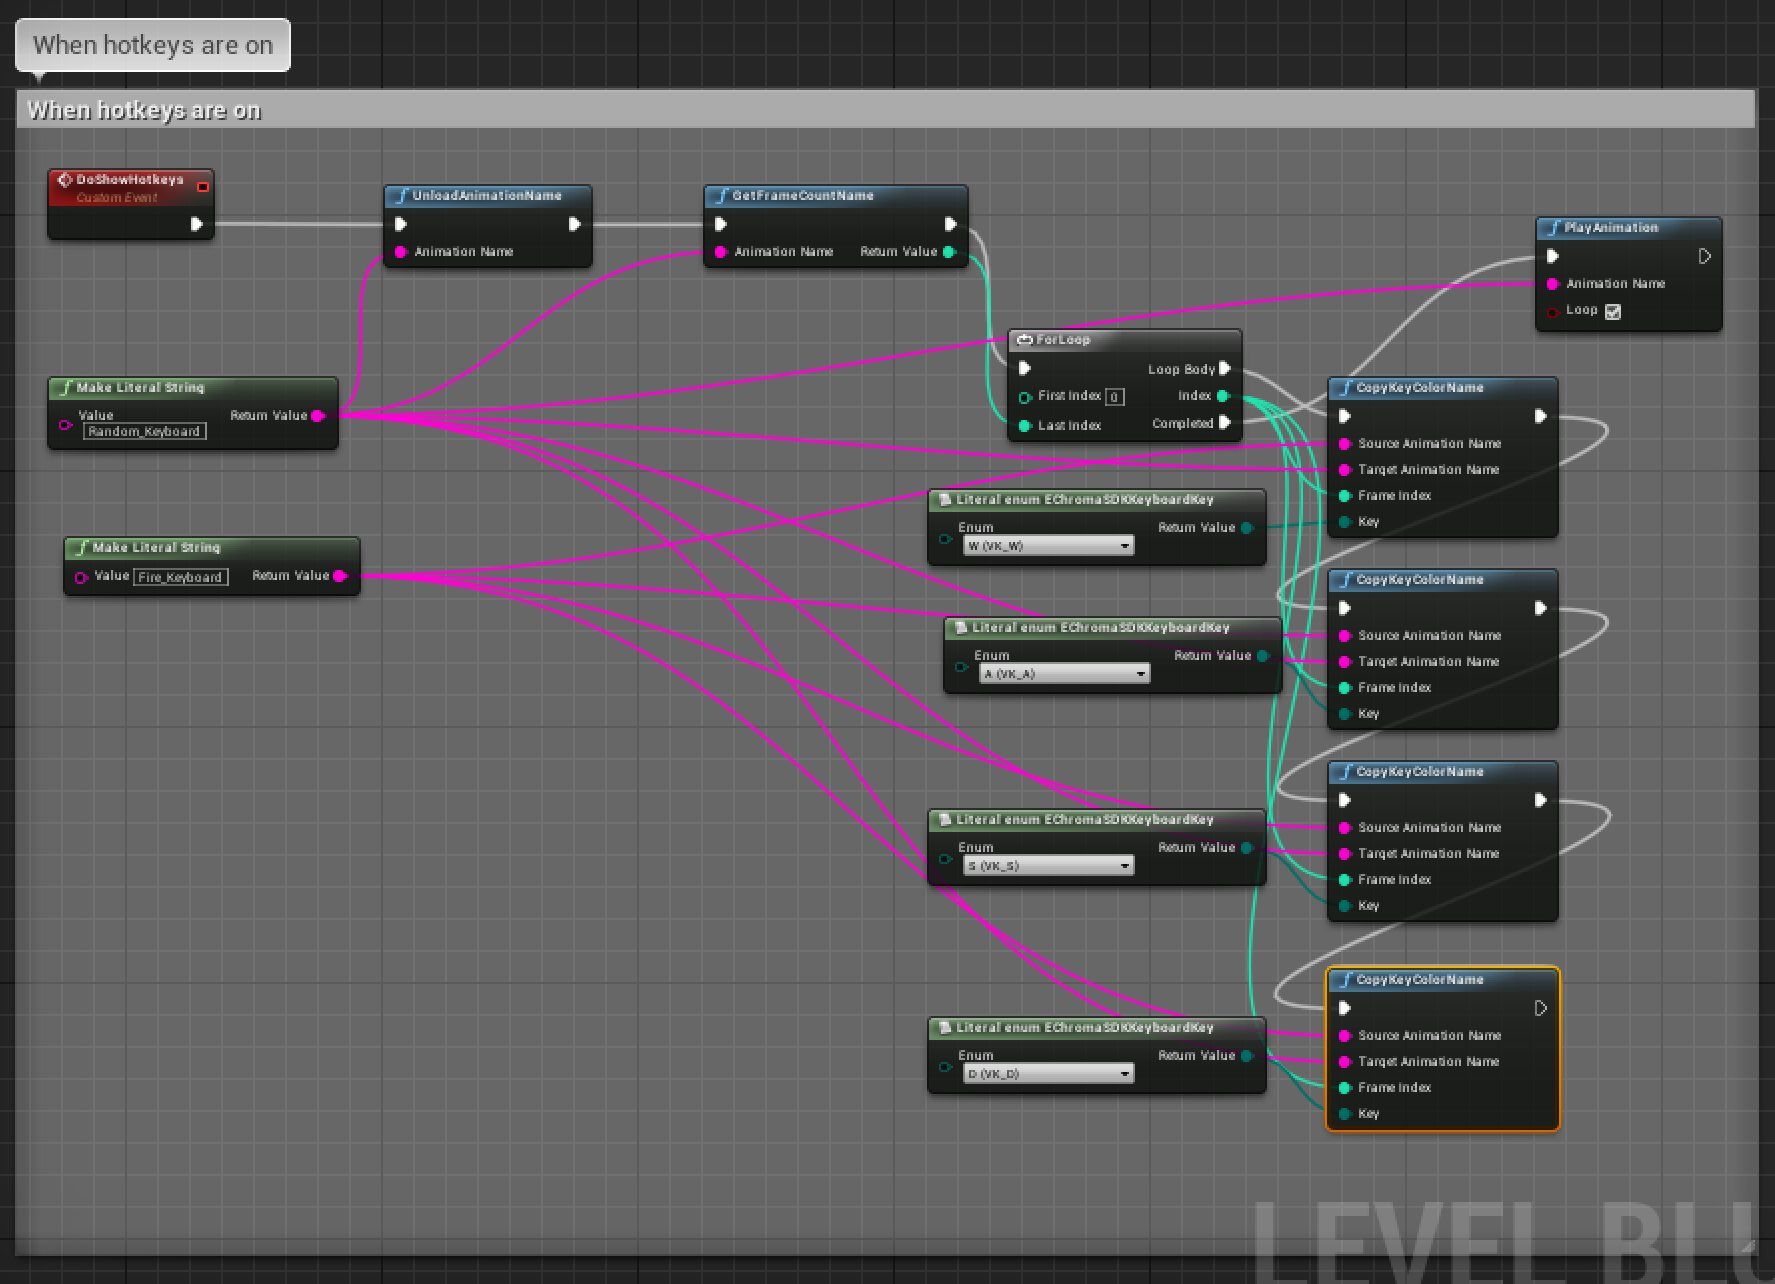 When hotkeys are on
When hotkeys are on
DoShowHotkeys
Custom Event
UnloadAnimationName
Animation Name
GetFrameCountName
Animation Name Return Value
PlayAnimation
Animation Name
Loop
ForLoop
Loop Body
First Index 0 Index
Last Index Completed
Make Literal String
Value Return Value
Random_Keyboard
CopyKeyColorName
Source Animation Name
Target Animation Name
Frame Index
Key
Literal enum EChromaSDKKeyboardKey
Enum Return Value
W (VK_W)
Make Literal String
Value Fire_Keyboard Return Value
CopyKeyColorName
Source Animation Name
Target Animation Name
Frame Index
Key
Literal enum EChromaSDKKeyboardKey
Enum Return Value
A (VK_A)
CopyKeyColorName
Source Animation Name
Target Animation Name
Frame Index
Key
Literal enum EChromaSDKKeyboardKey
Enum Return Value
S (VK_S)
CopyKeyColorName
Source Animation Name
Target Animation Name
Frame Index
Key
Literal enum EChromaSDKKeyboardKey
Enum Return Value
D (VK_D)
LEVEL BLU